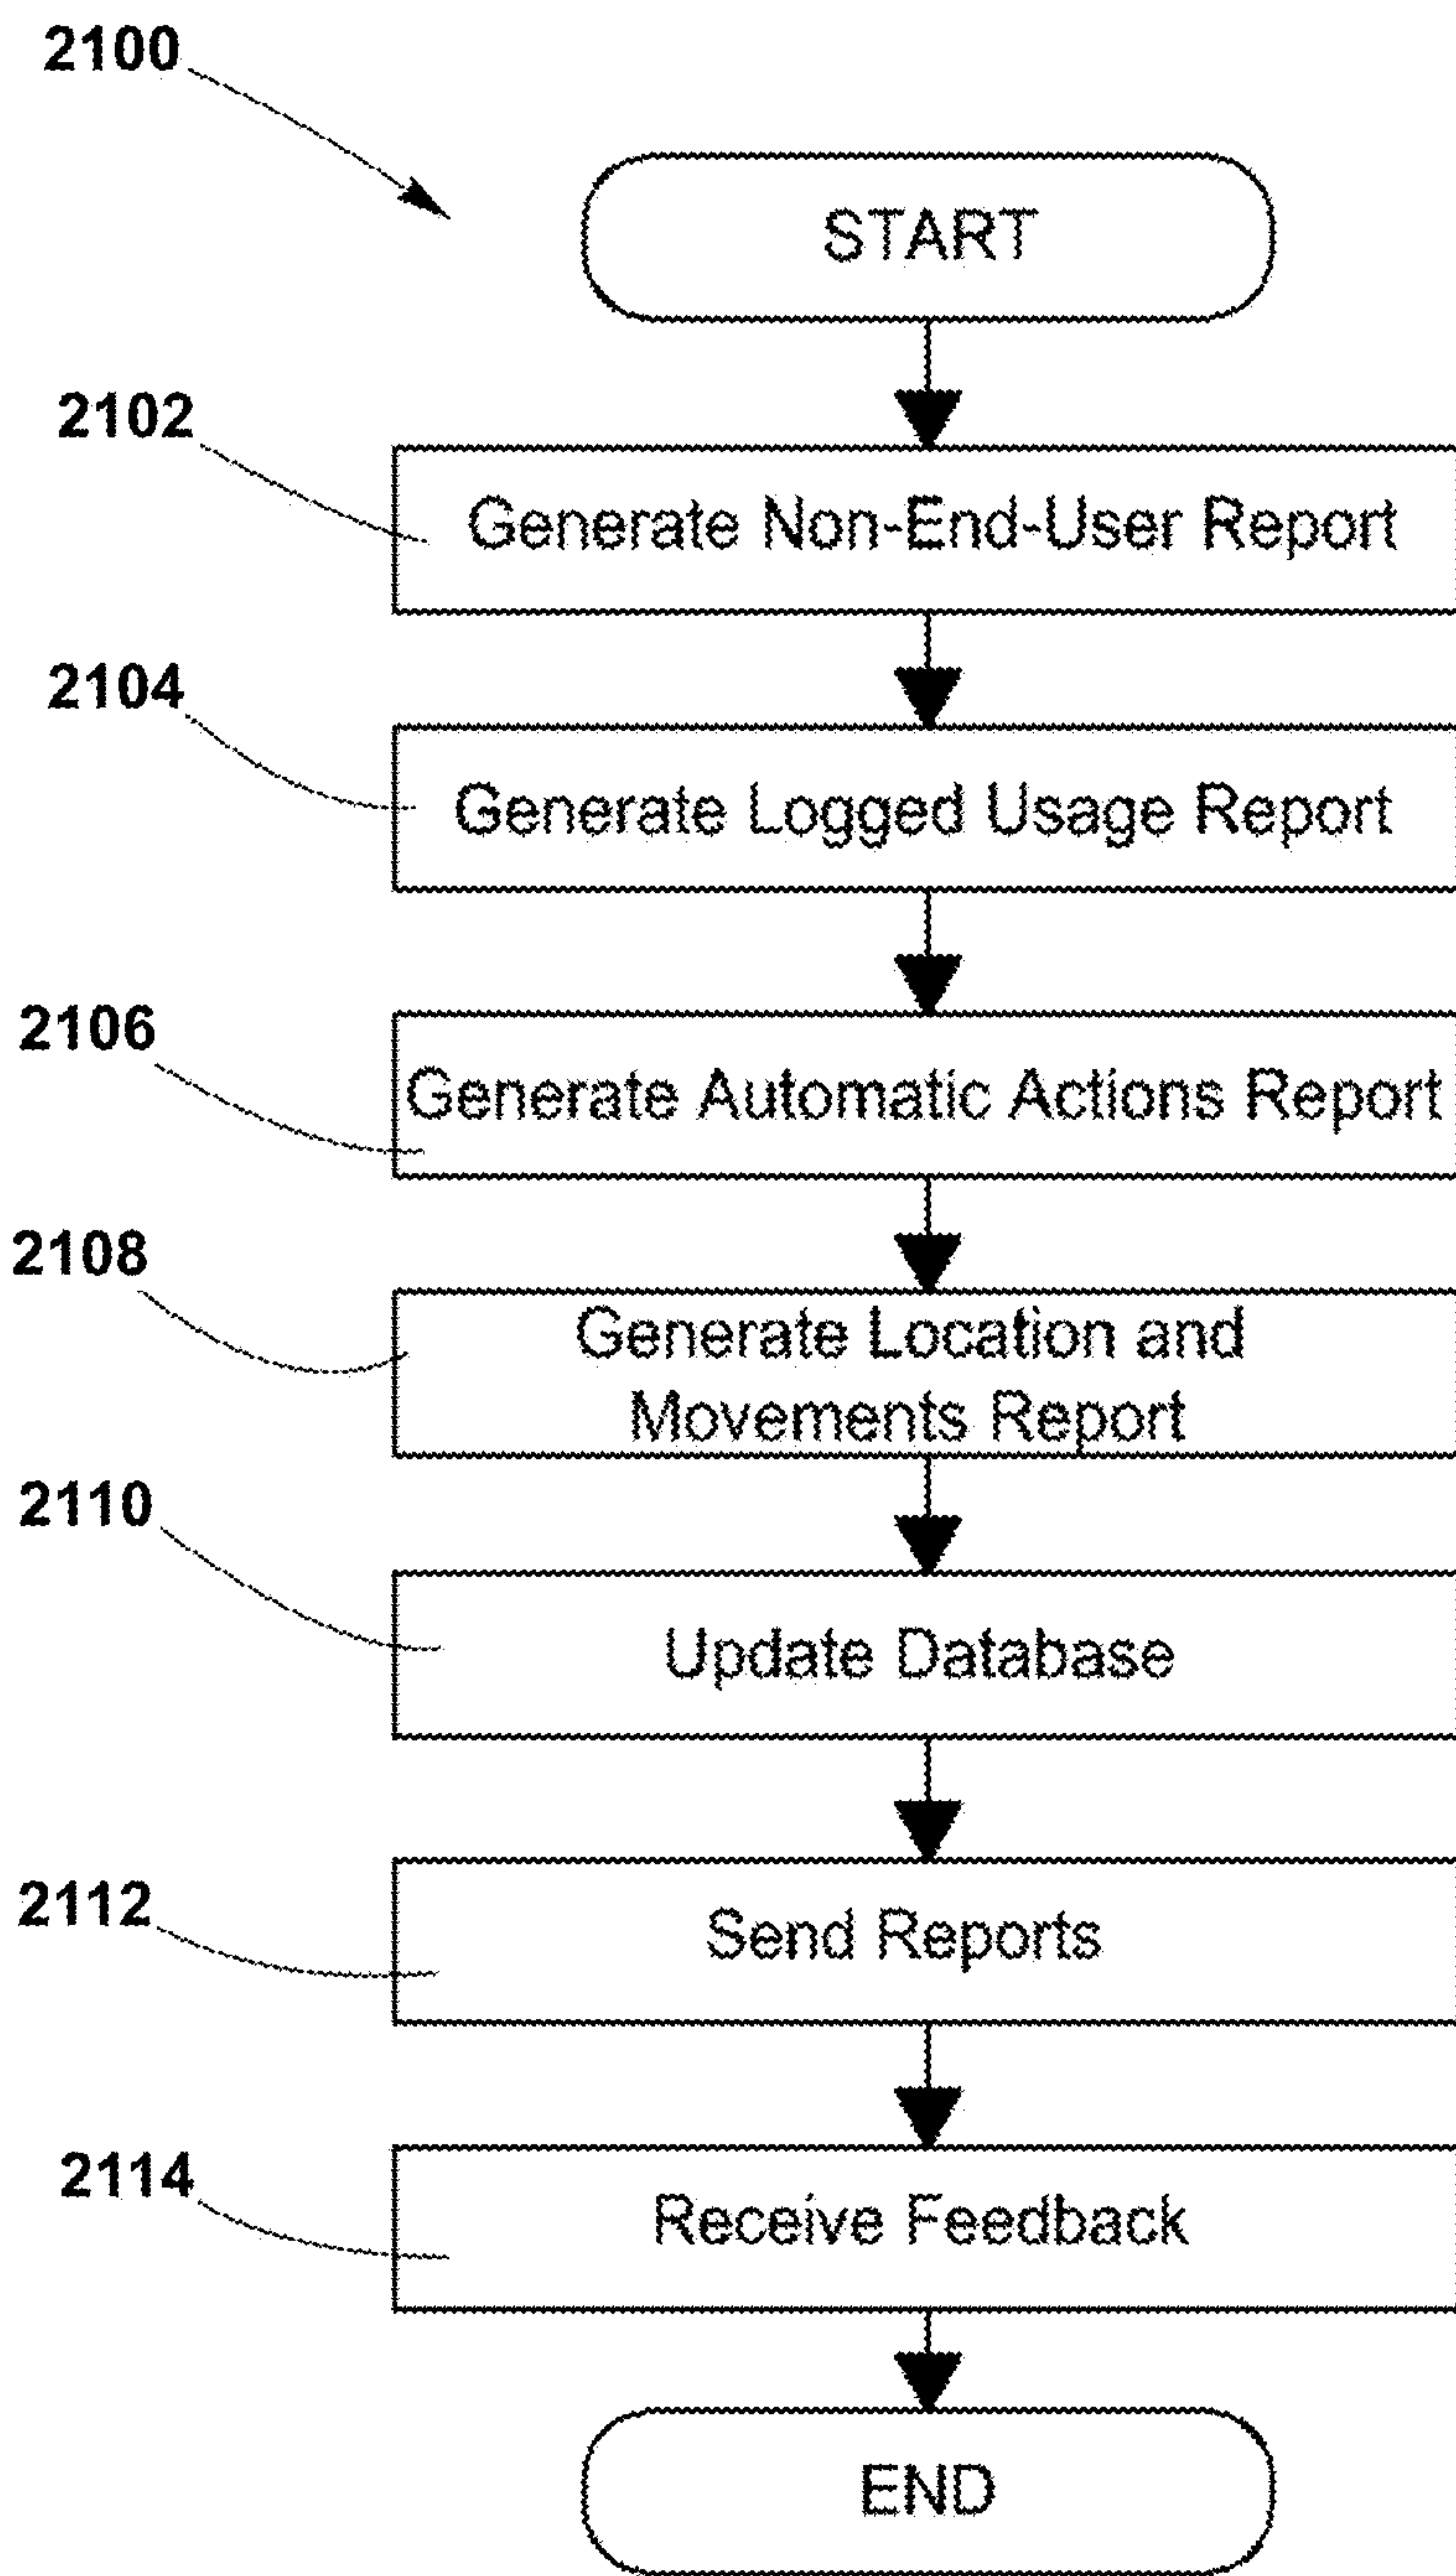 2100
START
2102
Generate Non-End-User Report
2104
Generate Logged Usage Report
2106
Generate Automatic Actions Report
2108
Generate Location and
Movements Report
2110
Update Database
2112
Send Reports
2114
Receive Feedback
END